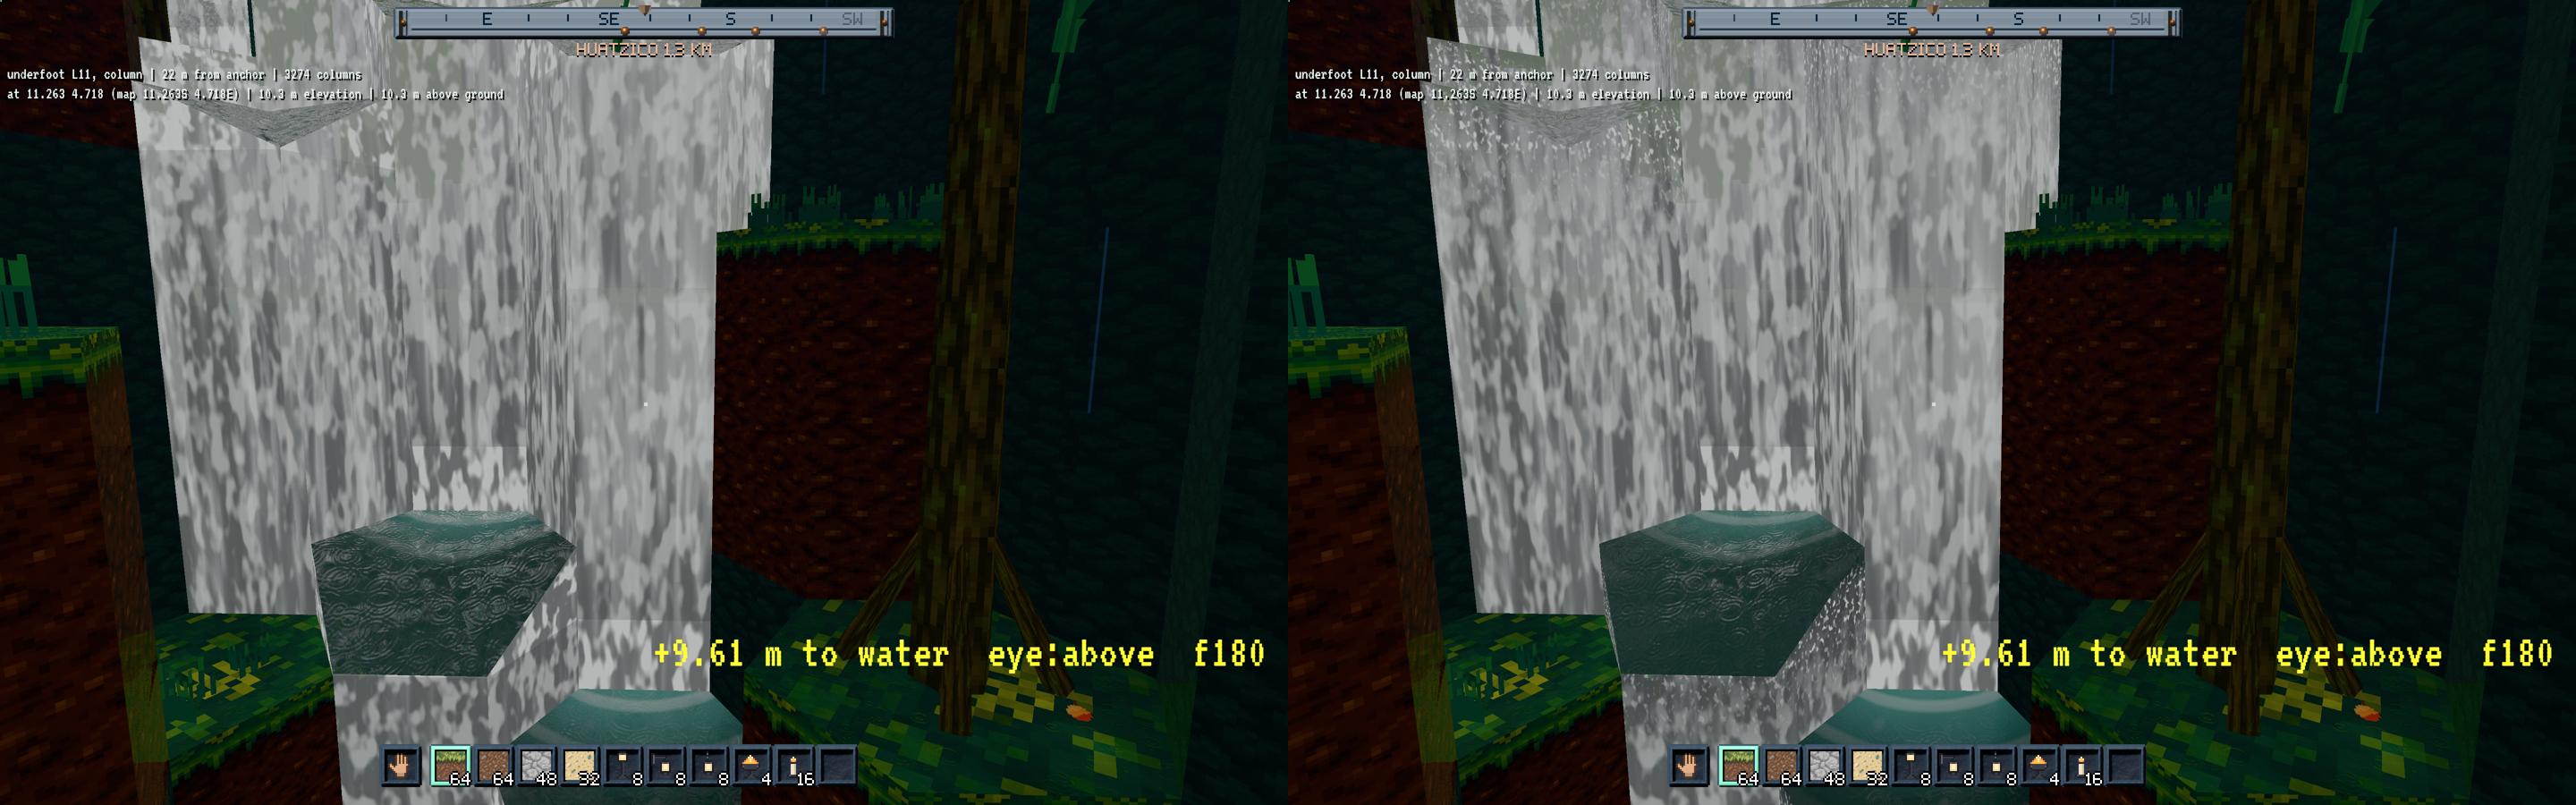 E SE S SW
HUATZICO 1.3 KM
underfoot L11, column | 22 m from anchor | 3274 columns
at 11.263 4.718 (map 11.263S 4.718E) | 10.3 m elevation | 10.3 m above ground
+9.61 m to water eye:above f180
64 64 48 32 8 8 8 4 16
E SE S SW
HUATZICO 1.3 KM
underfoot L11, column | 22 m from anchor | 3274 columns
at 11.263 4.718 (map 11.263S 4.718E) | 10.3 m elevation | 10.3 m above ground
+9.61 m to water eye:above f180
64 64 48 32 8 8 8 4 16